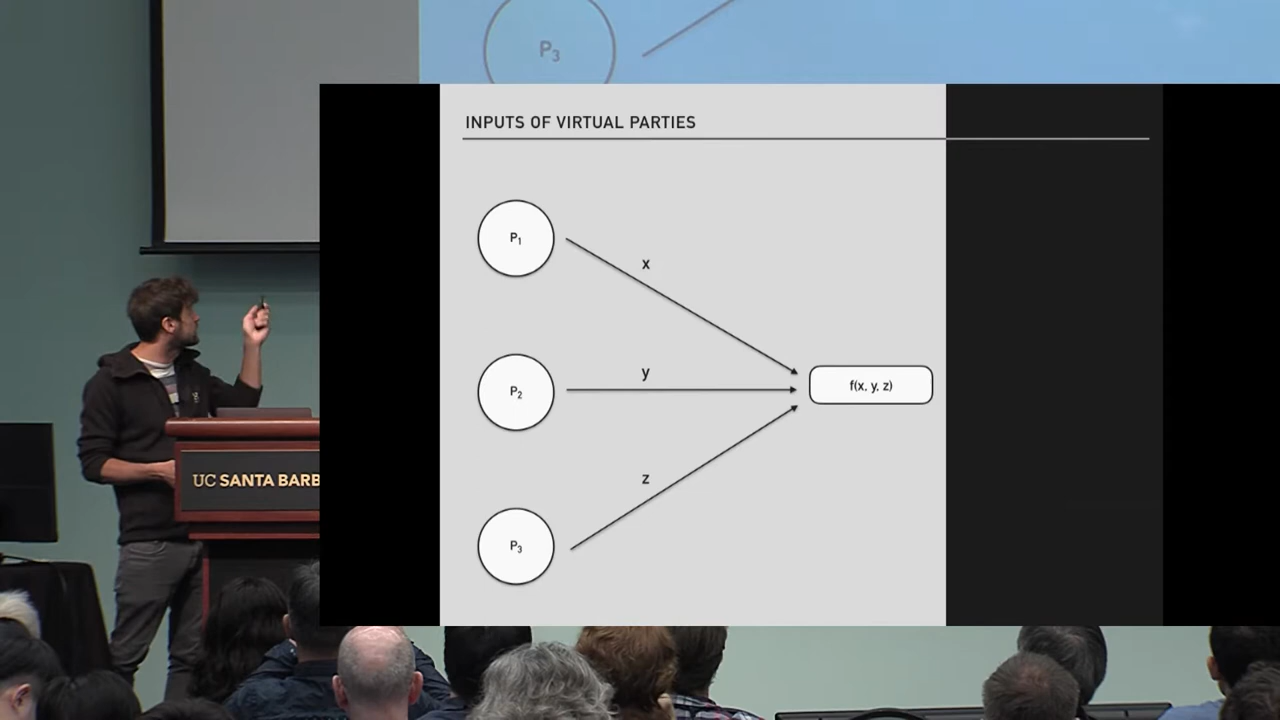 P3
INPUTS OF VIRTUAL PARTIES
P1
x
P2
y
f(x, y, z)
z
P3
UC SANTA BARB